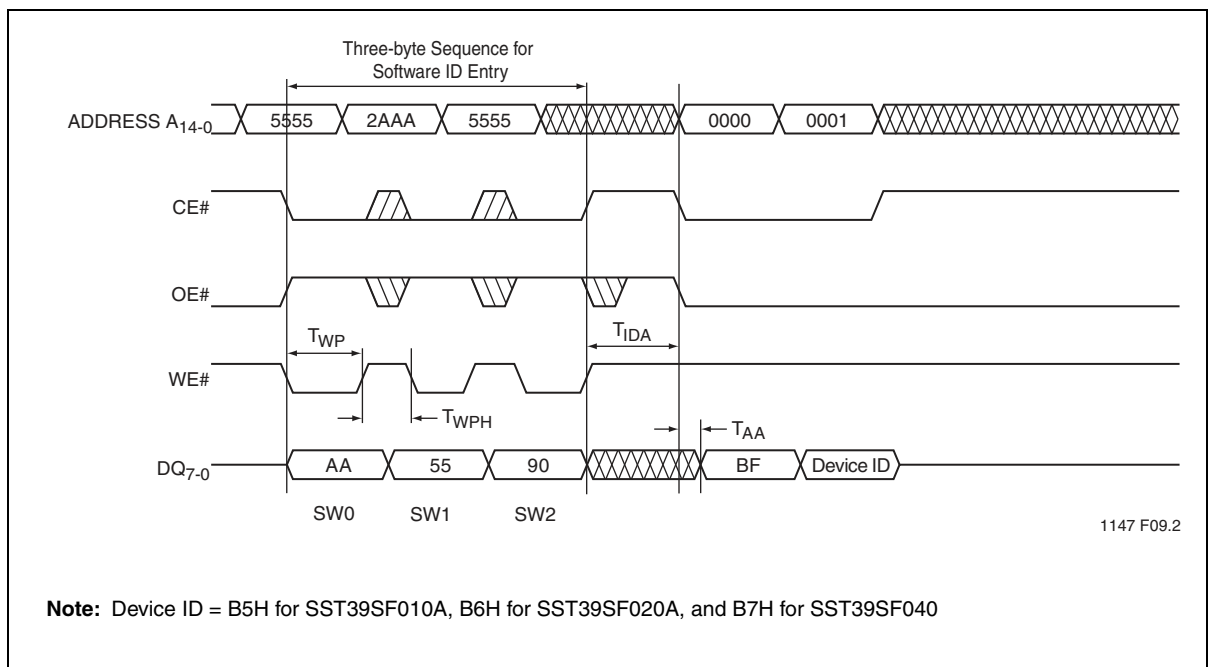 Three-byte Sequence for
Software ID Entry
ADDRESS A14-0 5555 2AAA 5555 0000 0001
CE#
OE#
TWP TIDA
WE#
TWPH TAA
DQ7-0 AA 55 90 BF Device ID
SW0 SW1 SW2
1147 F09.2
Note: Device ID = B5H for SST39SF010A, B6H for SST39SF020A, and B7H for SST39SF040